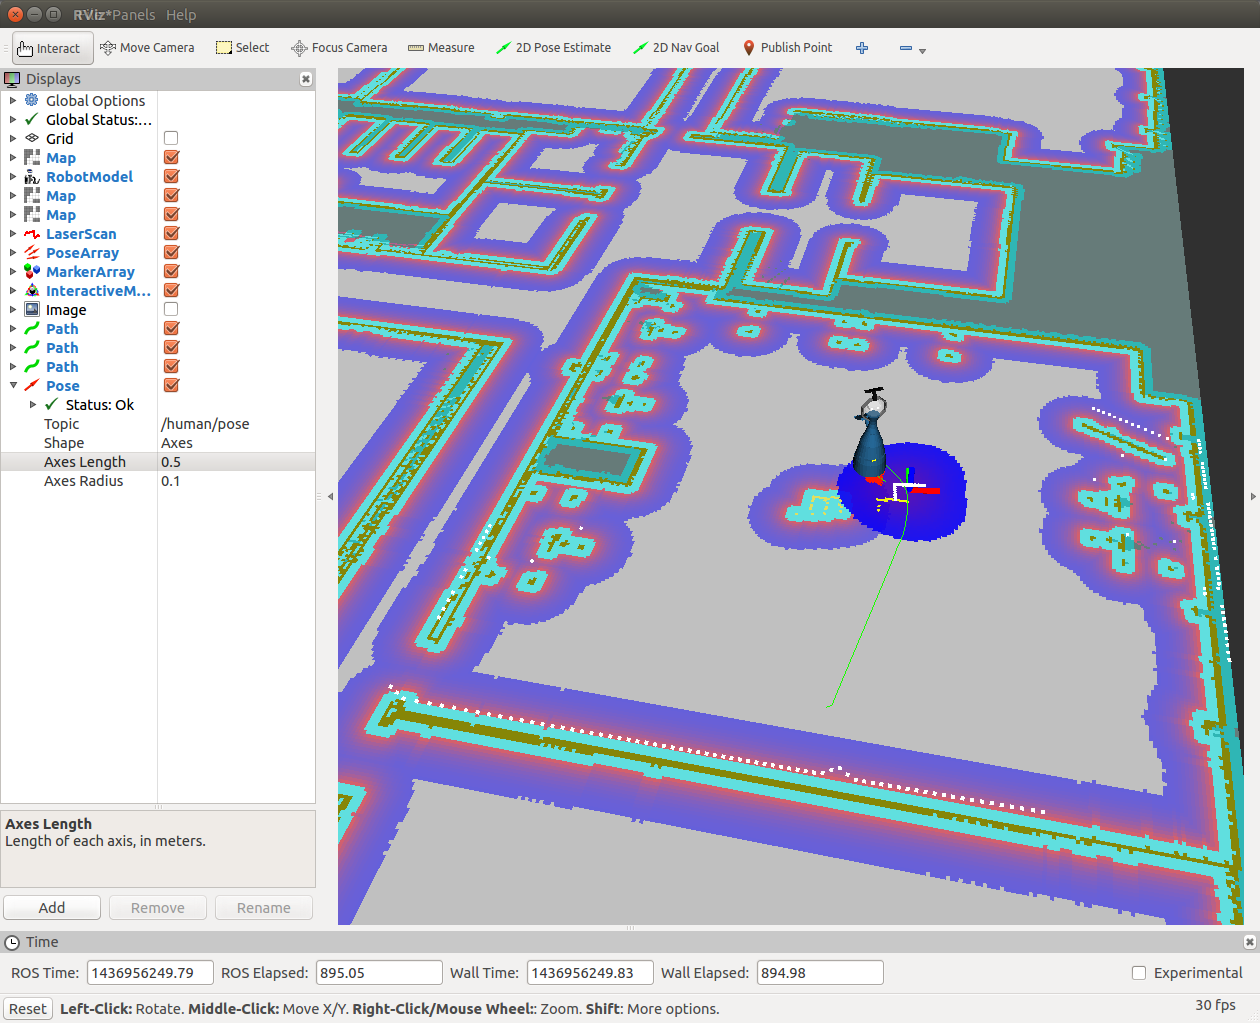 RViz* Panels Help
Interact Move Camera Select Focus Camera Measure 2D Pose Estimate 2D Nav Goal Publish Point
Displays
Global Options
Global Status:...
Grid
Map
RobotModel
Map
Map
LaserScan
PoseArray
MarkerArray
InteractiveM...
Image
Path
Path
Path
Pose
Status: Ok
Topic /human/pose
Shape Axes
Axes Length 0.5
Axes Radius 0.1
Axes Length
Length of each axis, in meters.
Add Remove Rename
Time
ROS Time: 1436956249.79 ROS Elapsed: 895.05 Wall Time: 1436956249.83 Wall Elapsed: 894.98 Experimental
Reset Left-Click: Rotate. Middle-Click: Move X/Y. Right-Click/Mouse Wheel:: Zoom. Shift: More options. 30 fps